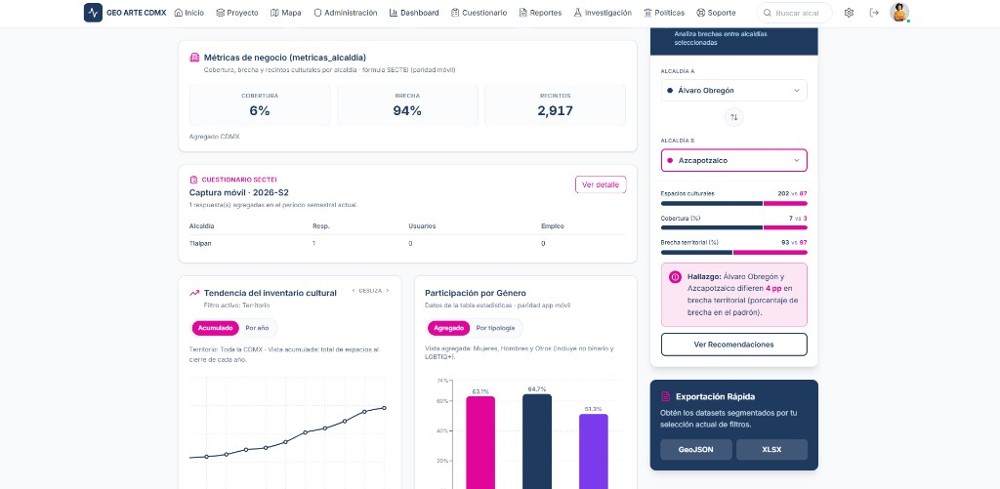 GEO ARTE CDMX
Inicio
Proyecto
Mapa
Administración
Dashboard
Cuestionario
Reportes
Investigación
Políticas
Soporte
Buscar alcal
Métricas de negocio (metricas_alcaldia)
Cobertura, brecha y recintos culturales por alcaldía · fórmula SECTEI (paridad móvil)
COBERTURA
6%
BRECHA
94%
RECINTOS
2,917
Agregado CDMX
CUESTIONARIO SECTEI
Captura móvil · 2026-S2
1 respuesta(s) agregadas en el periodo semestral actual.
Ver detalle
Alcaldía Resp. Usuarios Empleo
Tlalpan 1 0 0
Tendencia del inventario cultural
DESLIZA
Filtro activo: Territorio
Acumulado
Por año
Territorio: Toda la CDMX · Vista acumulada: total de espacios al
cierre de cada año.
Participación por Género
Datos de la tabla estadisticas · paridad app móvil
Agregado
Por tipología
Vista agregada: Mujeres, Hombres y Otros (incluye no binario y
LGBTIQ+).
74%
60%
40%
20%
63.1%
64.7%
51.3%
Analiza brechas entre alcaldías
seleccionadas
ALCALDÍA A
Álvaro Obregón
ALCALDÍA B
Azcapotzalco
Espacios culturales 202 vs 87
Cobertura (%) 7 vs 3
Brecha territorial (%) 93 vs 97
Hallazgo: Álvaro Obregón y
Azcapotzalco difieren 4 pp en
brecha territorial (porcentaje de
brecha en el padrón).
Ver Recomendaciones
Exportación Rápida
Obtén los datasets segmentados por tu
selección actual de filtros.
GeoJSON
XLSX